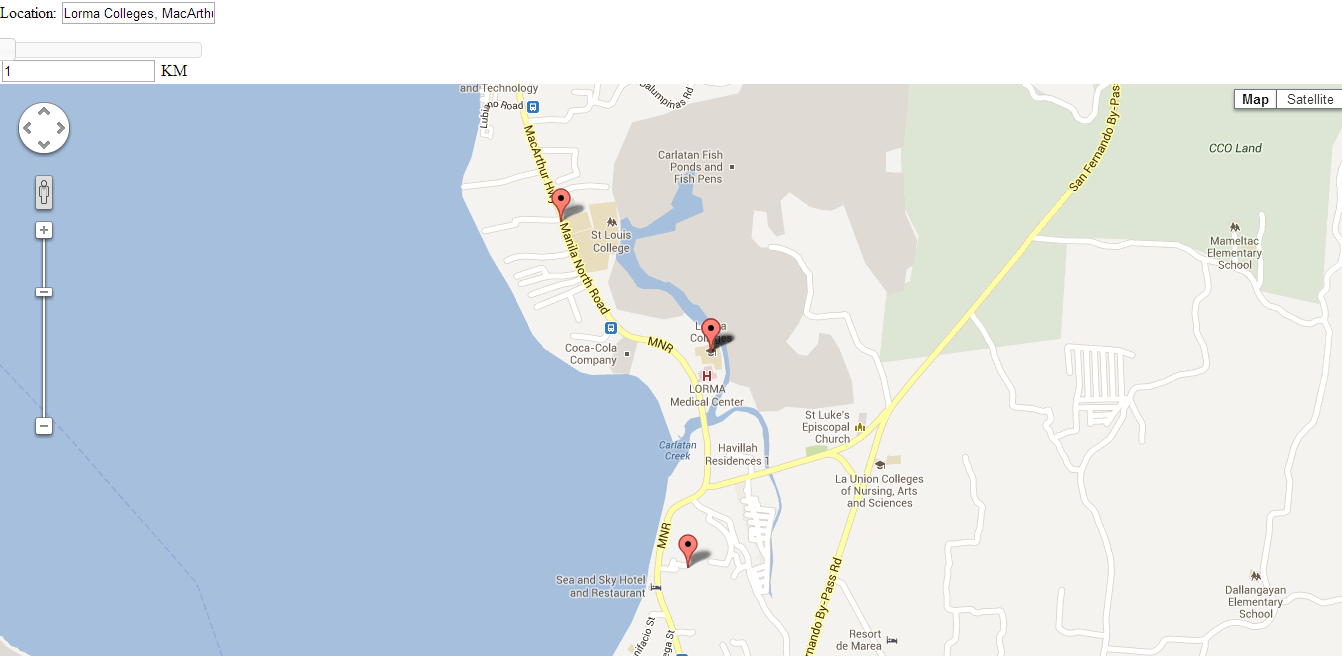 Location: Lorma Colleges, MacArthu
1 KM
Map Satellite
and Technology
no Road
Lubia
alumpinas Rd
MacArthur Hwy
San Fernando By-Pass
CCO Land
Carlatan Fish
Ponds and
Fish Pens
St Louis
College
Manila North Road
Mameltac
Elementary
School
Lorma
Colleges
MNR
Coca-Cola
Company
H
LORMA
Medical Center
St Luke's
Episcopal
Church
Carlatan
Creek
Havillah
Residences 1
La Union Colleges
of Nursing, Arts
and Sciences
MNR
Sea and Sky Hotel
and Restaurant
rnando By-Pass Rd
Dallangayan
Elementary
School
nifacio St
ega St
Resort
de Marea